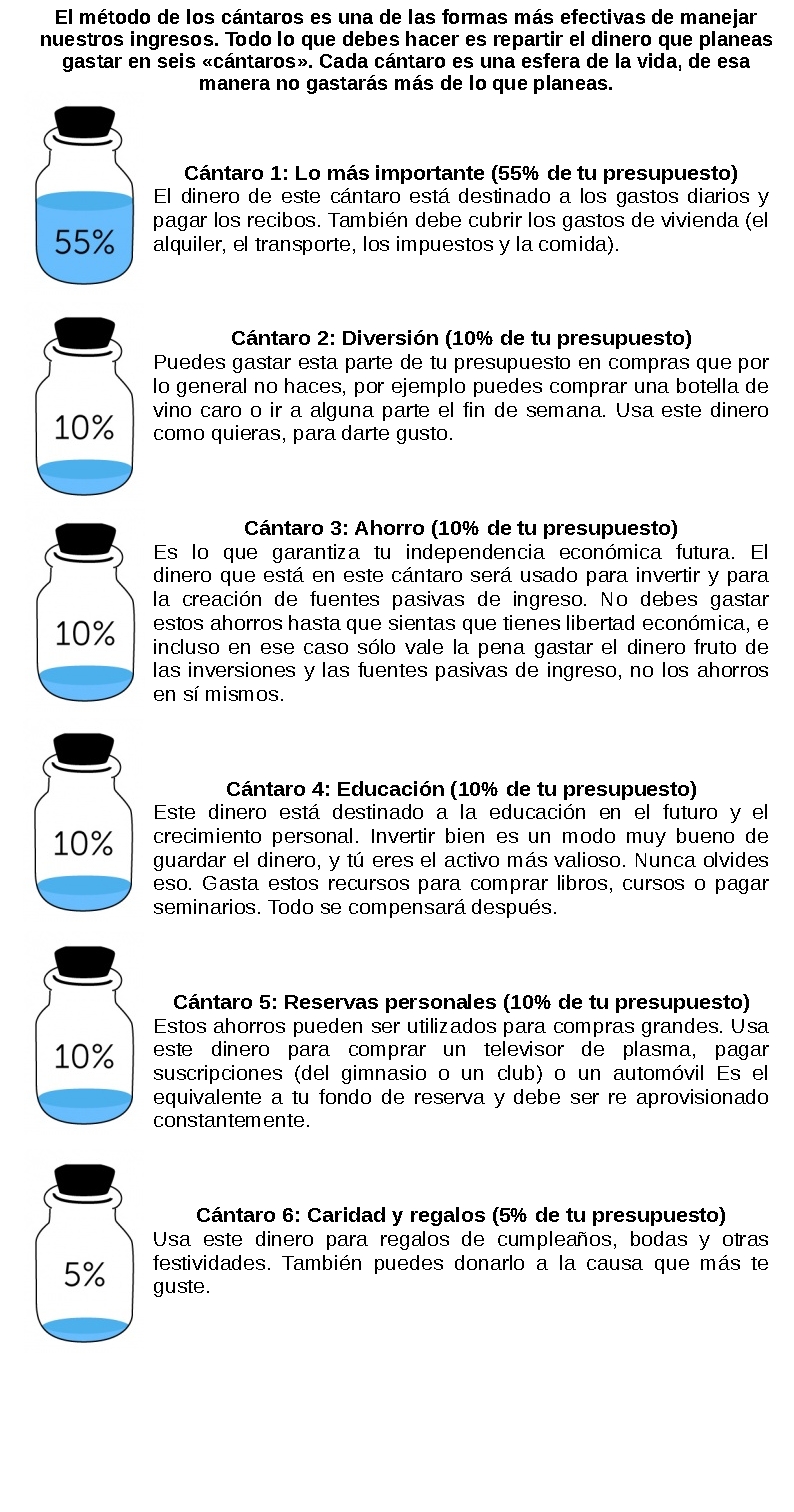 El método de los cántaros es una de las formas más efectivas de manejar
nuestros ingresos. Todo lo que debes hacer es repartir el dinero que planeas
gastar en seis «cántaros». Cada cántaro es una esfera de la vida, de esa
manera no gastarás más de lo que planeas.
Cántaro 1: Lo más importante (55% de tu presupuesto)
El dinero de este cántaro está destinado a los gastos diarios y
pagar los recibos. También debe cubrir los gastos de vivienda (el
alquiler, el transporte, los impuestos y la comida).
55%
Cántaro 2: Diversión (10% de tu presupuesto)
Puedes gastar esta parte de tu presupuesto en compras que por
lo general no haces, por ejemplo puedes comprar una botella de
vino caro o ir a alguna parte el fin de semana. Usa este dinero
como quieras, para darte gusto.
10%
Cántaro 3: Ahorro (10% de tu presupuesto)
Es lo que garantiza tu independencia económica futura. El
dinero que está en este cántaro será usado para invertir y para
la creación de fuentes pasivas de ingreso. No debes gastar
estos ahorros hasta que sientas que tienes libertad económica, e
incluso en ese caso sólo vale la pena gastar el dinero fruto de
las inversiones y las fuentes pasivas de ingreso, no los ahorros
en sí mismos.
10%
Cántaro 4: Educación (10% de tu presupuesto)
Este dinero está destinado a la educación en el futuro y el
crecimiento personal. Invertir bien es un modo muy bueno de
guardar el dinero, y tú eres el activo más valioso. Nunca olvides
eso. Gasta estos recursos para comprar libros, cursos o pagar
seminarios. Todo se compensará después.
10%
Cántaro 5: Reservas personales (10% de tu presupuesto)
Estos ahorros pueden ser utilizados para compras grandes. Usa
este dinero para comprar un televisor de plasma, pagar
suscripciones (del gimnasio o un club) o un automóvil Es el
equivalente a tu fondo de reserva y debe ser re aprovisionado
constantemente.
10%
Cántaro 6: Caridad y regalos (5% de tu presupuesto)
Usa este dinero para regalos de cumpleaños, bodas y otras
festividades. También puedes donarlo a la causa que más te
guste.
5%